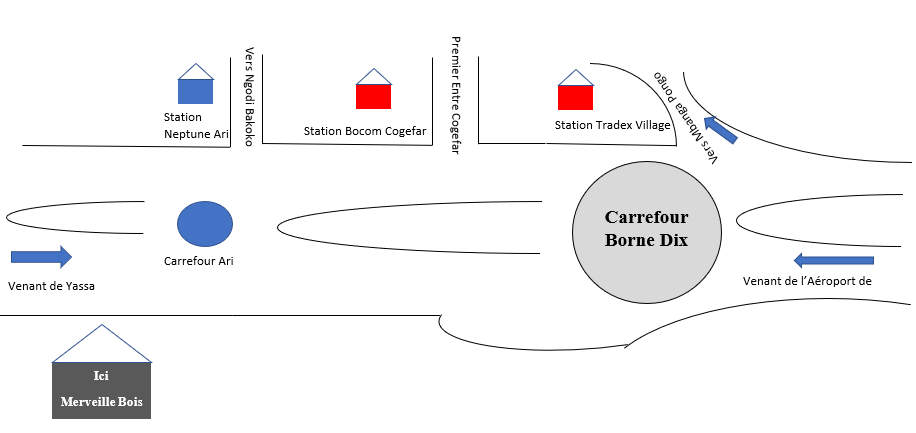 Vers Ngodi Bakoko
Premier Entre Cogefar
Vers Mbanga Pongo
Station
Neptune Ari
Station Bocom Cogefar
Station Tradex Village
Carrefour
Borne Dix
Carrefour Ari
Venant de Yassa
Venant de l’Aéroport de
Ici
Merveille Bois